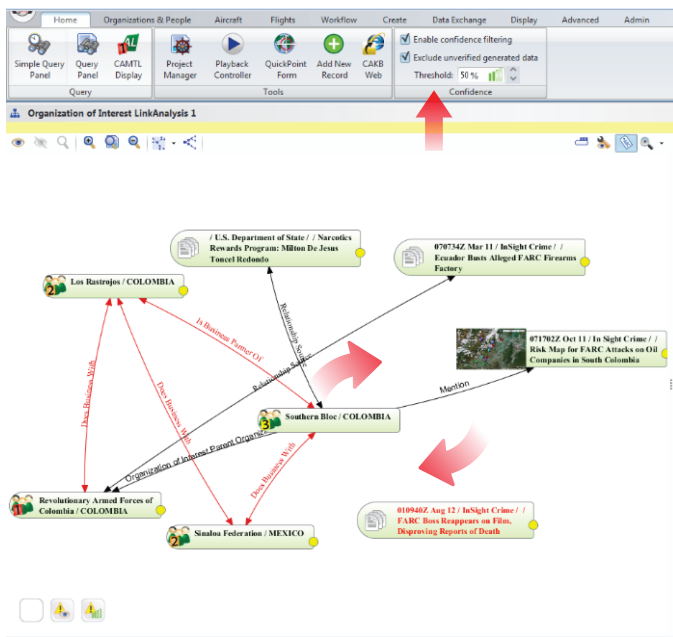 Home Organizations & People Aircraft Flights Workflow Create Data Exchange Display Advanced Admin
Simple Query
Panel
Query
Panel
CAMTL
Display
Query
Project
Manager
Playback
Controller
QuickPoint
Form
Add New
Record
CAKB
Web
Tools
Enable confidence filtering
Exclude unverified generated data
Threshold: 50 %
Confidence
Organization of Interest LinkAnalysis 1
/ U.S. Department of State / / Narcotics
Rewards Program: Milton De Jesus
Toncel Redondo
070734Z Mar 11 / InSight Crime / /
Ecuador Busts Alleged FARC Firearms
Factory
2
Los Rastrojos / COLOMBIA
Relationship Source
Is Business Partner Of
071702Z Oct 11 / In Sight Crime / /
Risk Map for FARC Attacks on Oil
Companies in South Colombia
Relationship Source
Does Business With
Does Business With
Mention
3
Southern Bloc / COLOMBIA
Organization of Interest Parent Organiz
Does Business With
1
Revolutionary Armed Forces of
Colombia / COLOMBIA
010940Z Aug 12 / InSight Crime / /
FARC Boss Reappears on Film,
Disproving Reports of Death
2
Sinaloa Federation / MEXICO